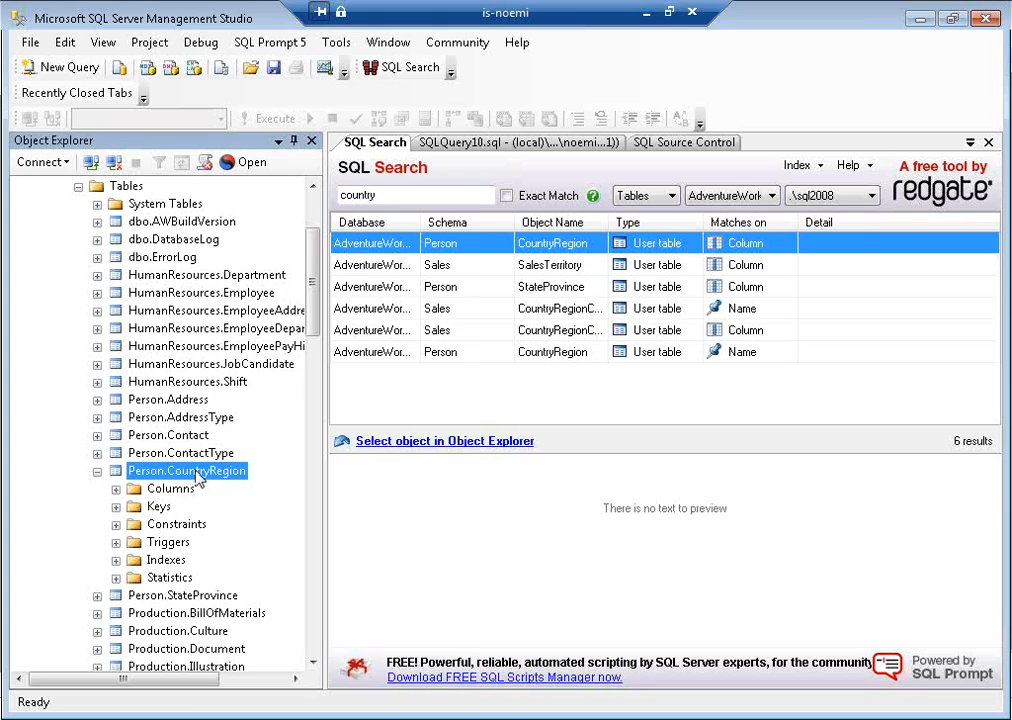 Microsoft SQL Server Management Studio
is-noemi
File Edit View Project Debug SQL Prompt 5 Tools Window Community Help
New Query SQL Search
Recently Closed Tabs
Execute
Object Explorer
Connect Open
Tables
System Tables
dbo.AWBuildVersion
dbo.DatabaseLog
dbo.ErrorLog
HumanResources.Department
HumanResources.Employee
HumanResources.EmployeeAddre
HumanResources.EmployeeDepar
HumanResources.EmployeePayHi
HumanResources.JobCandidate
HumanResources.Shift
Person.Address
Person.AddressType
Person.Contact
Person.ContactType
Person.CountryRegion
Columns
Keys
Constraints
Triggers
Indexes
Statistics
Person.StateProvince
Production.BillOfMaterials
Production.Culture
Production.Document
Production.Illustration
SQL Search SQLQuery10.sql - (local)\...\noemi...1)) SQL Source Control
SQL Search Index Help A free tool by
redgate
country Exact Match Tables AdventureWork .\sql2008
Database Schema Object Name Type Matches on Detail
AdventureWor... Person CountryRegion User table Column
AdventureWor... Sales SalesTerritory User table Column
AdventureWor... Person StateProvince User table Column
AdventureWor... Sales CountryRegionC... User table Name
AdventureWor... Sales CountryRegionC... User table Column
AdventureWor... Person CountryRegion User table Name
Select object in Object Explorer 6 results
There is no text to preview
FREE! Powerful, reliable, automated scripting by SQL Server experts, for the community
Download FREE SQL Scripts Manager now.
Powered by
SQL Prompt
Ready